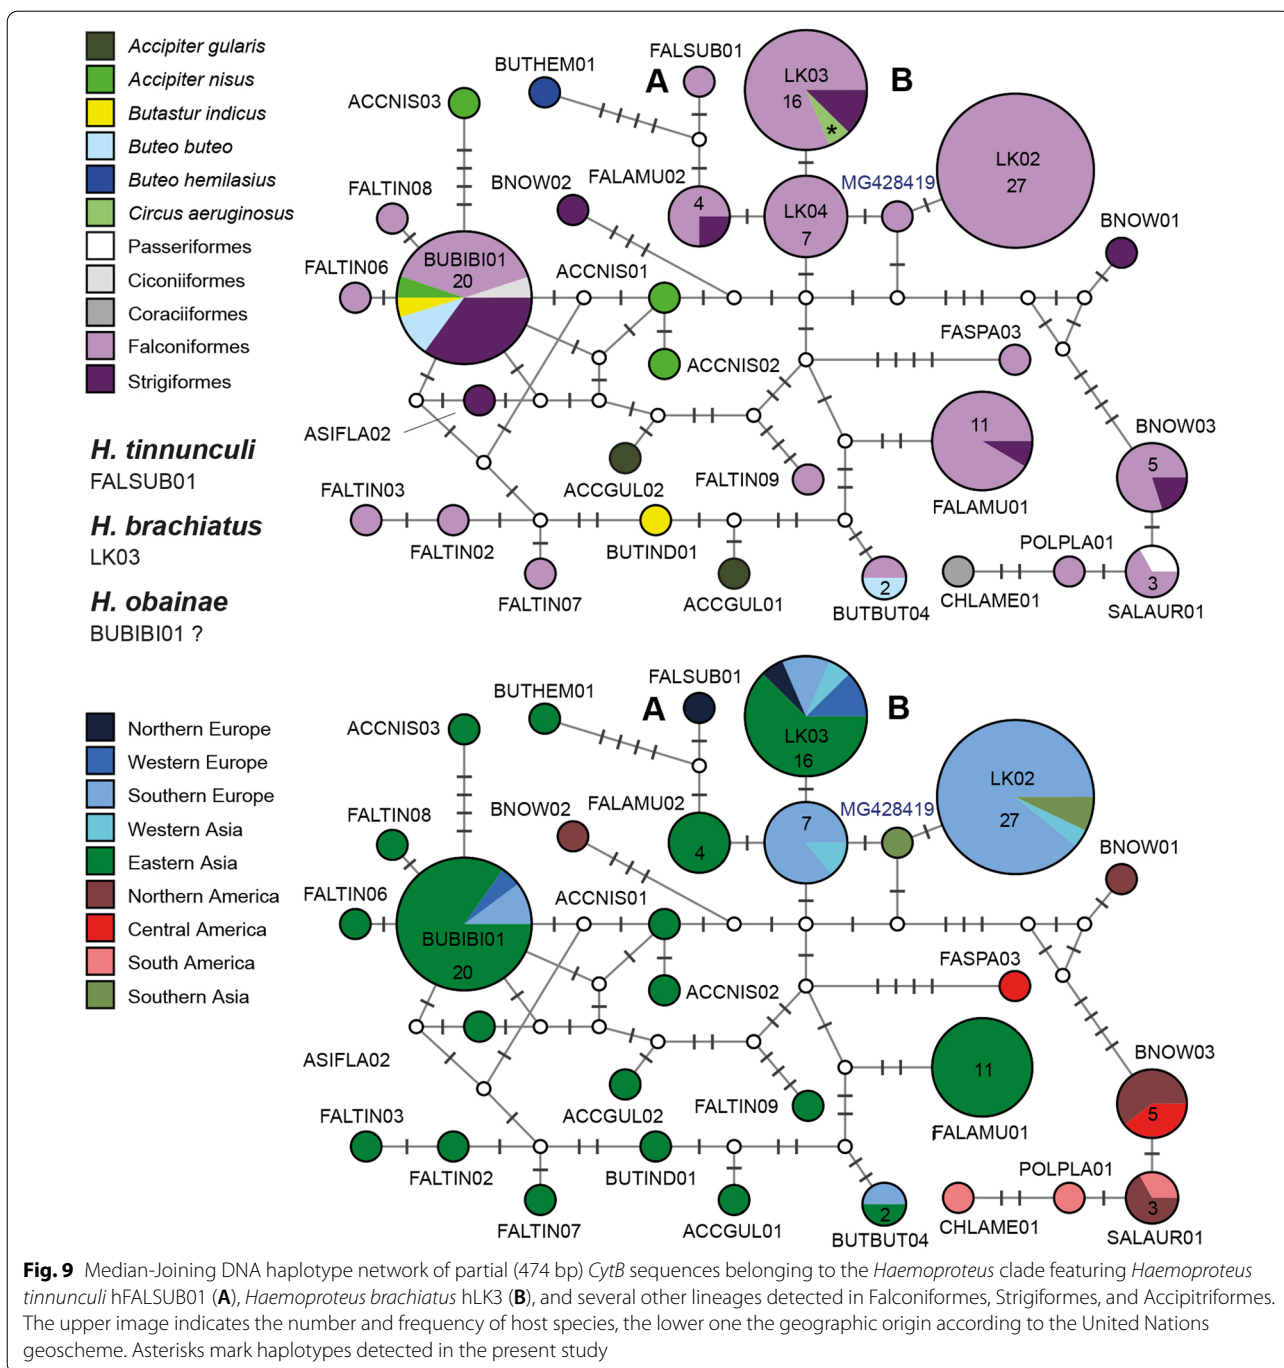 Accipiter gularis
Accipiter nisus
Butastur indicus
Buteo buteo
Buteo hemilasius
Circus aeruginosus
Passeriformes
Ciconiiformes
Coraciiformes
Falconiformes
Strigiformes
H. tinnunculi
FALSUB01
H. brachiatus
LK03
H. obainae
BUBIBI01 ?
FALSUB01
A
BUTHEM01
ACCNIS03
LK03
16
*
B
LK02
27
FALAMU02
4
BNOW02
MG428419
LK04
7
FALTIN08
BNOW01
BUBIBI01
20
FALTIN06
ACCNIS01
ACCNIS02
FASPA03
ASIFLA02
ACCGUL02
FALTIN09
11
FALAMU01
BNOW03
5
FALTIN03
FALTIN02
FALTIN07
BUTIND01
ACCGUL01
2
BUTBUT04
CHLAME01
POLPLA01
3
SALAUR01
Northern Europe
Western Europe
Southern Europe
Western Asia
Eastern Asia
Northern America
Central America
South America
Southern Asia
FALSUB01
A
BUTHEM01
ACCNIS03
LK03
16
B
LK02
27
FALAMU02
4
BNOW02
7
MG428419
FALTIN08
BNOW01
FALTIN06
BUBIBI01
20
ACCNIS01
ACCNIS02
FASPA03
ASIFLA02
ACCGUL02
FALTIN09
11
FALAMU01
BNOW03
5
FALTIN03
FALTIN02
FALTIN07
BUTIND01
ACCGUL01
2
BUTBUT04
CHLAME01
POLPLA01
3
SALAUR01
Fig. 9 Median-Joining DNA haplotype network of partial (474 bp) CytB sequences belonging to the Haemoproteus clade featuring Haemoproteus
tinnunculi hFALSUB01 (A), Haemoproteus brachiatus hLK3 (B), and several other lineages detected in Falconiformes, Strigiformes, and Accipitriformes.
The upper image indicates the number and frequency of host species, the lower one the geographic origin according to the United Nations
geoscheme. Asterisks mark haplotypes detected in the present study